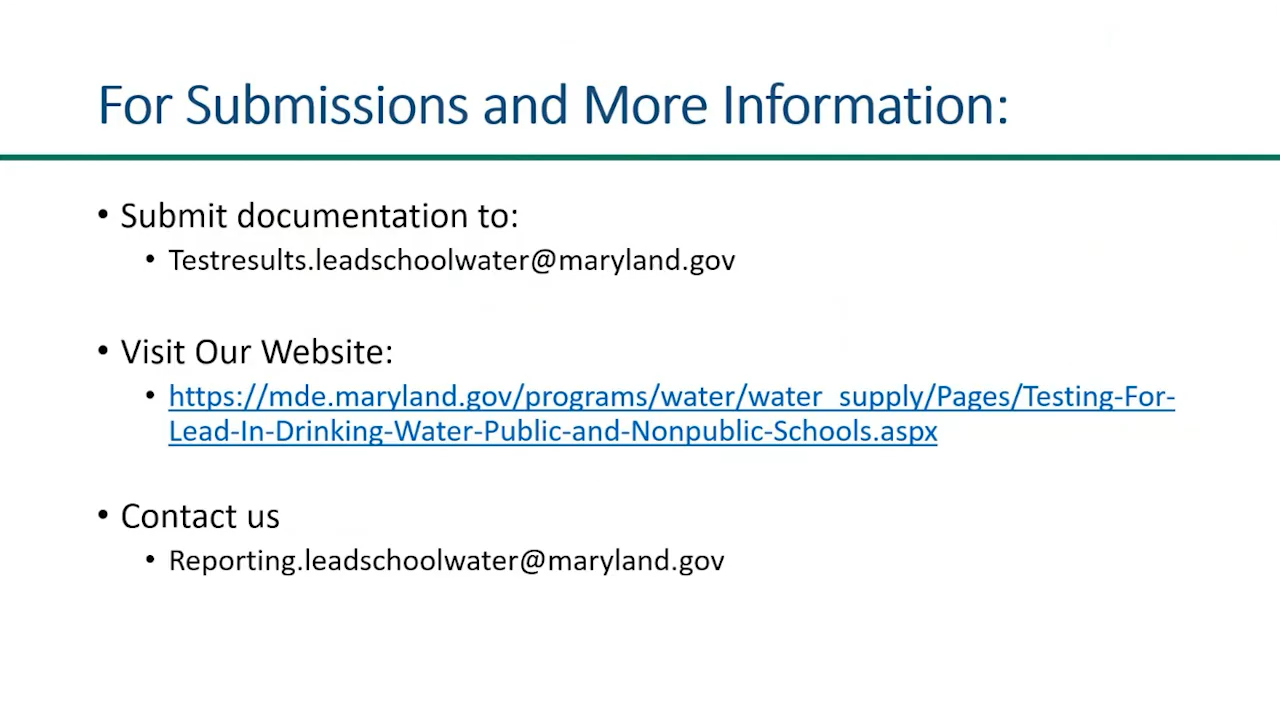 For Submissions and More Information:
• Submit documentation to:
• Testresults.leadschoolwater@maryland.gov
• Visit Our Website:
• https://mde.maryland.gov/programs/water/water_supply/Pages/Testing-For-
Lead-In-Drinking-Water-Public-and-Nonpublic-Schools.aspx
• Contact us
• Reporting.leadschoolwater@maryland.gov